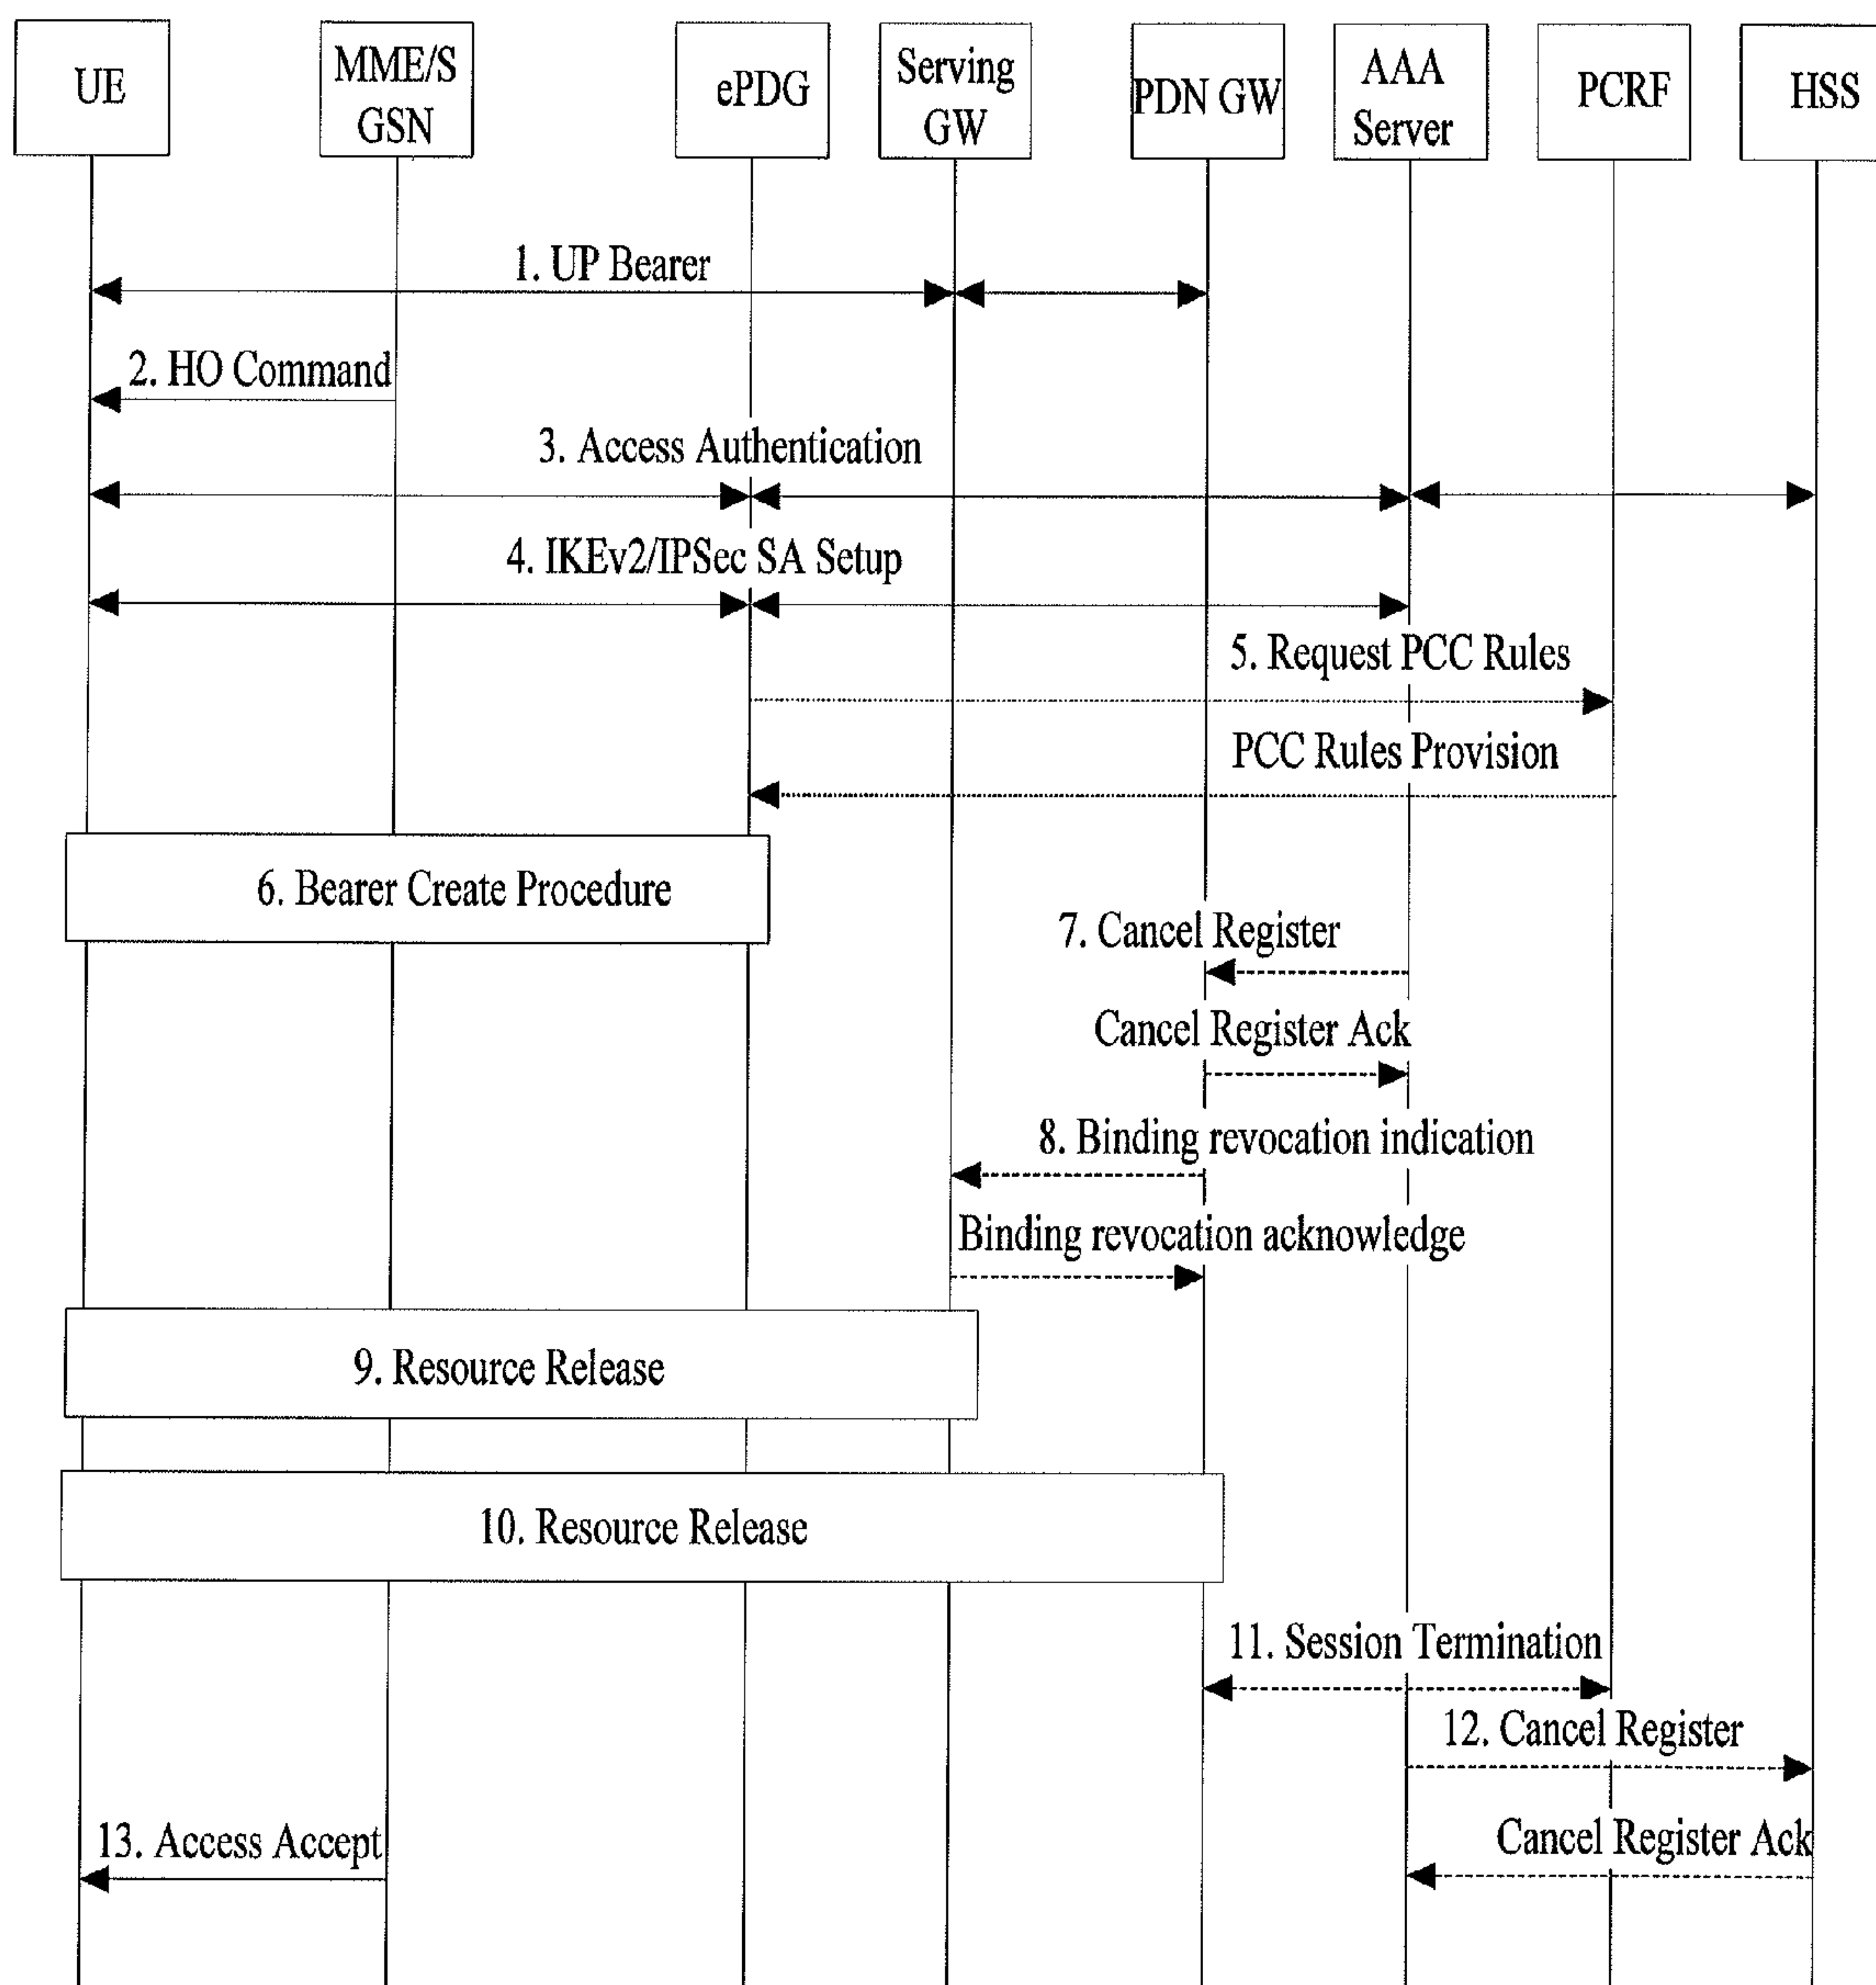 UE
MME/S
GSN
ePDG
Serving
GW
PDN GW
AAA
Server
PCRF
HSS
1. UP Bearer
2. HO Command
3. Access Authentication
4. IKEv2/IPSec SA Setup
5. Request PCC Rules
PCC Rules Provision
6. Bearer Create Procedure
7. Cancel Register
Cancel Register Ack
8. Binding revocation indication
Binding revocation acknowledge
9. Resource Release
10. Resource Release
11. Session Termination
12. Cancel Register
13. Access Accept
Cancel Register Ack